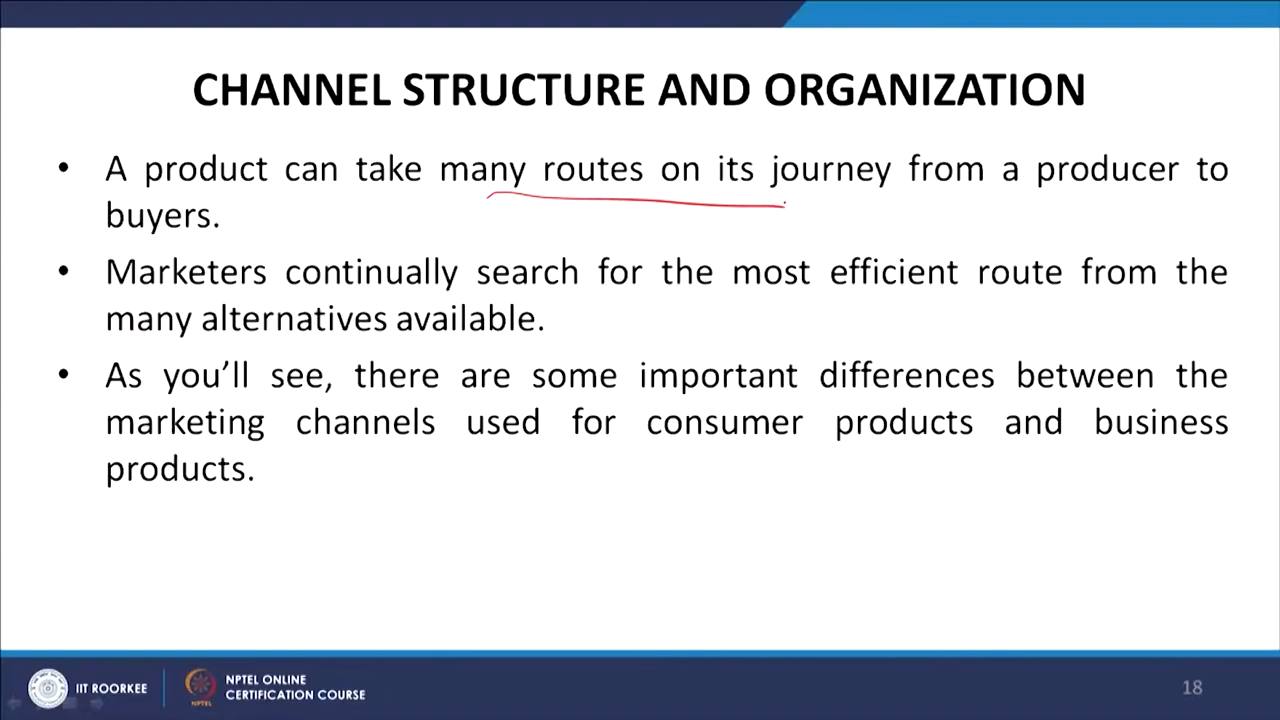 CHANNEL STRUCTURE AND ORGANIZATION
• A product can take many routes on its journey from a producer to
buyers.
• Marketers continually search for the most efficient route from the
many alternatives available.
• As you’ll see, there are some important differences between the
marketing channels used for consumer products and business
products.
IIT ROORKEE
NPTEL
NPTEL ONLINE
CERTIFICATION COURSE
18